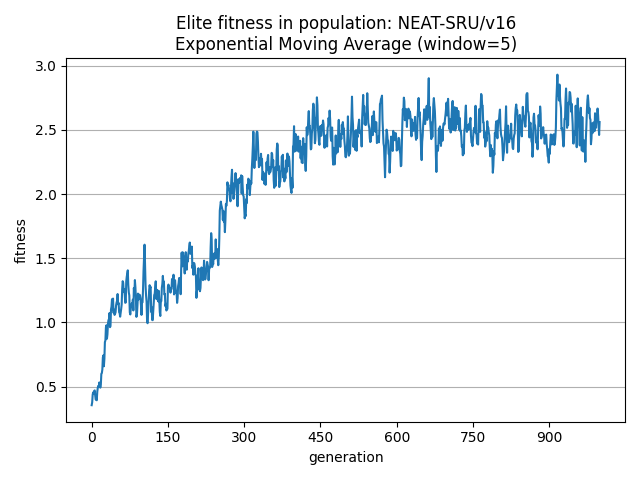 Elite fitness in population: NEAT-SRU/v16
Exponential Moving Average (window=5)
3.0
2.5
2.0
1.5
1.0
0.5
fitness
0 150 300 450 600 750 900
generation